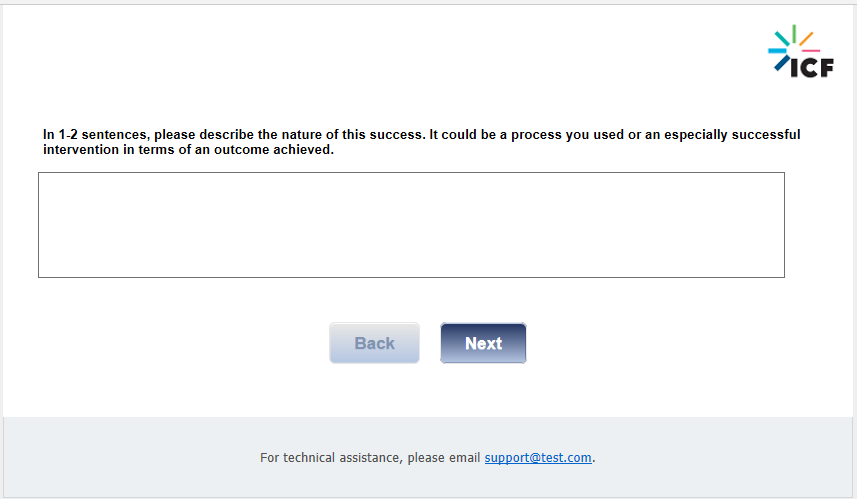 ICF
In 1-2 sentences, please describe the nature of this success. It could be a process you used or an especially successful
intervention in terms of an outcome achieved.
Back
Next
For technical assistance, please email support@test.com.